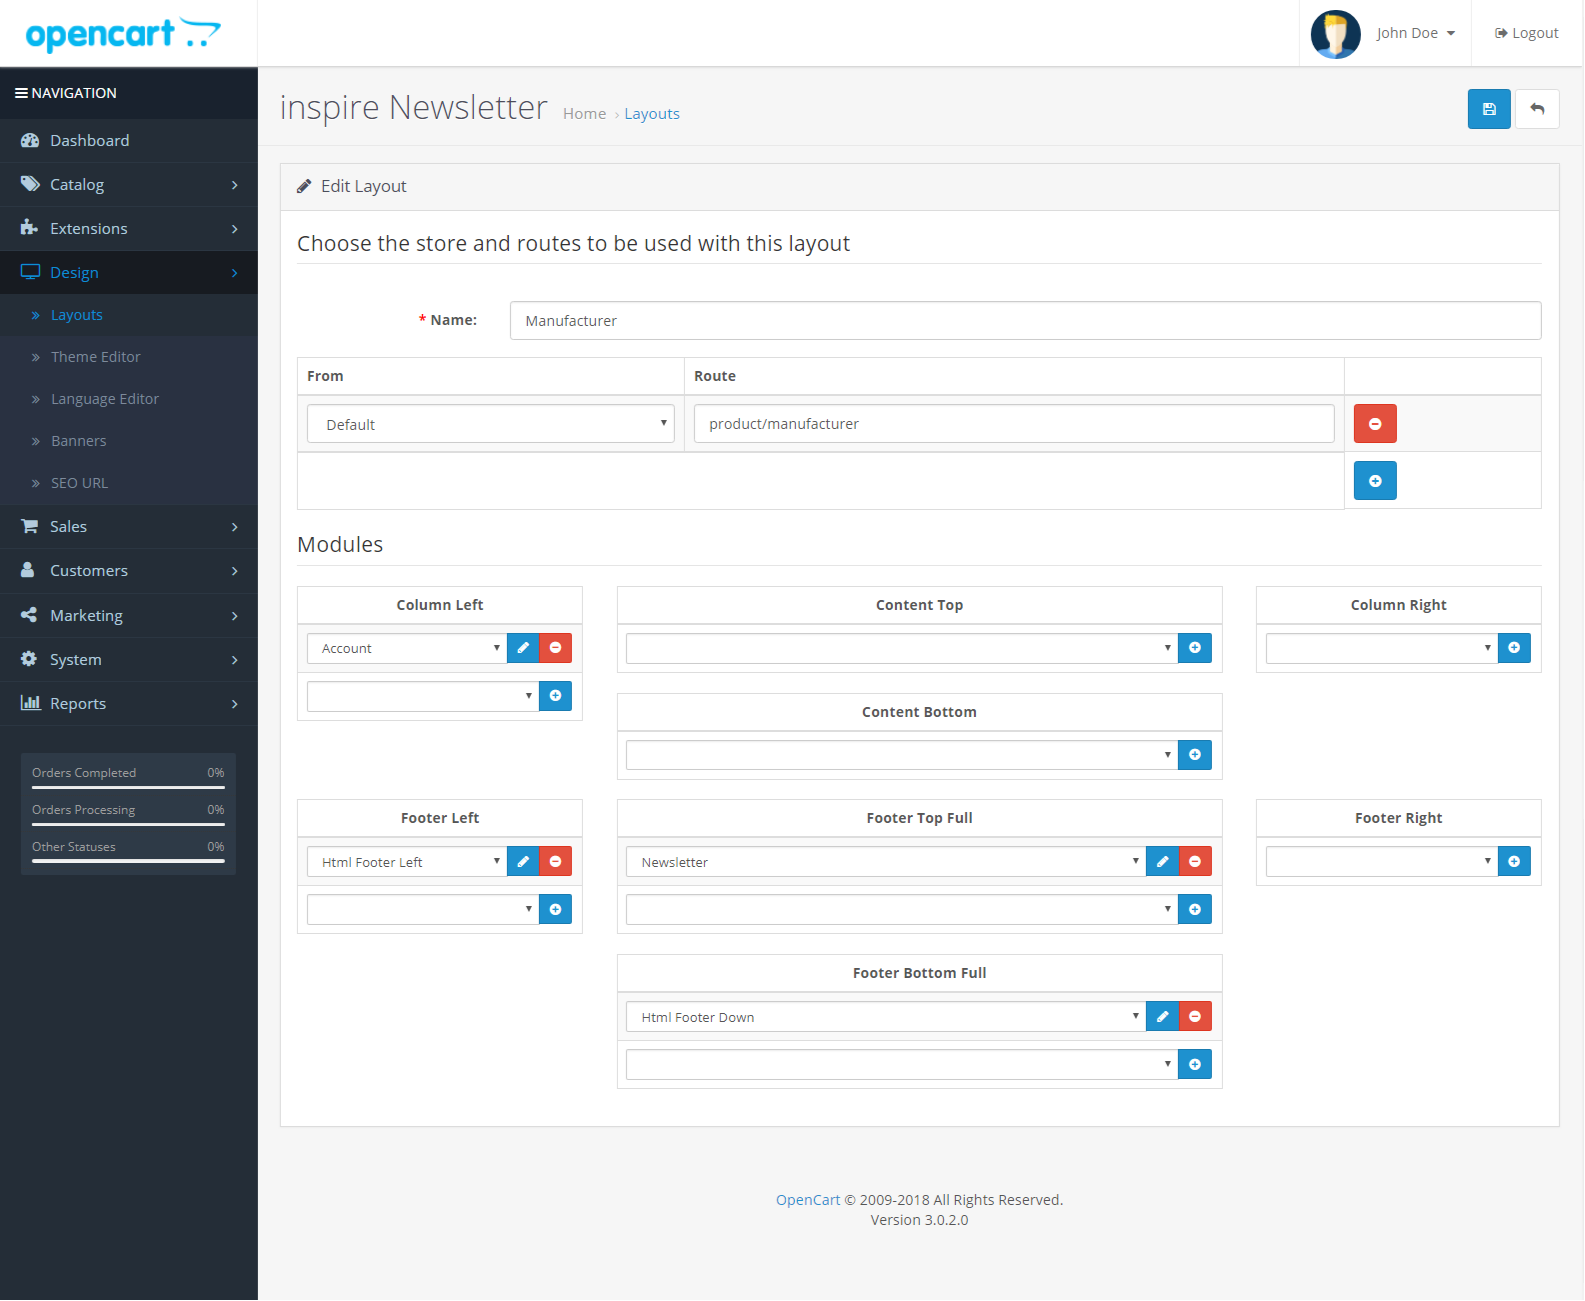 opencart
John Doe
Logout
NAVIGATION
Dashboard
Catalog
Extensions
Design
Layouts
Theme Editor
Language Editor
Banners
SEO URL
Sales
Customers
Marketing
System
Reports
Orders Completed 0%
Orders Processing 0%
Other Statuses 0%
inspire Newsletter
Home › Layouts
Edit Layout
Choose the store and routes to be used with this layout
* Name: Manufacturer
From Route
Default product/manufacturer
Modules
Column Left
Account
Content Top
Column Right
Content Bottom
Footer Left
Html Footer Left
Footer Top Full
Newsletter
Footer Right
Footer Bottom Full
Html Footer Down
OpenCart © 2009-2018 All Rights Reserved.
Version 3.0.2.0